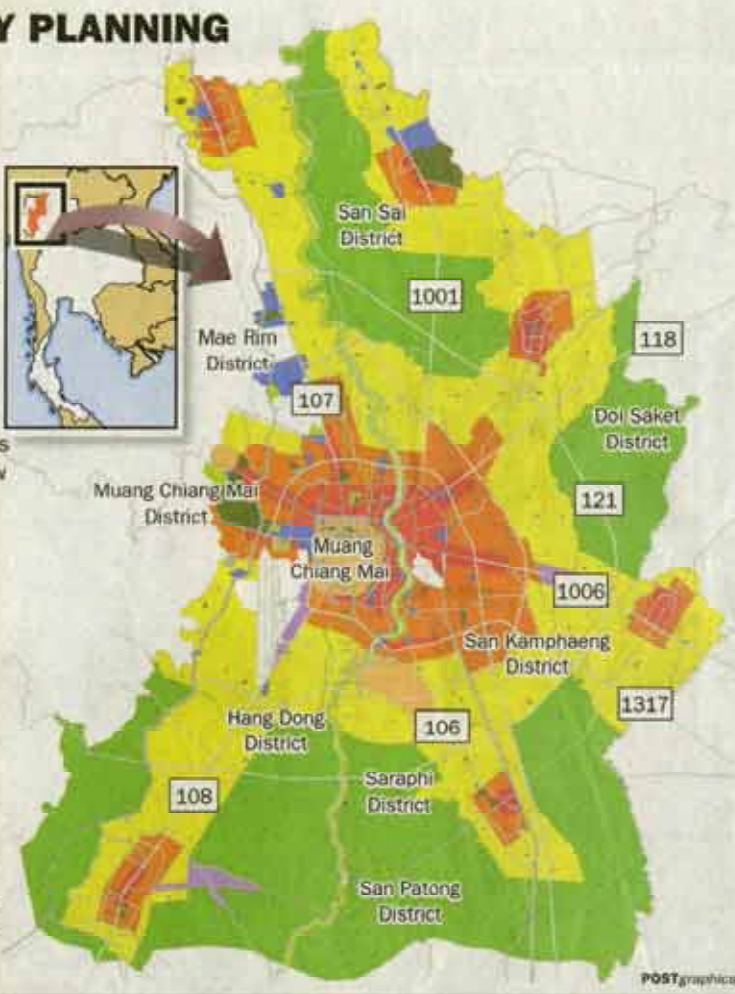 Y PLANNING
San Sai
District
1001
118
Mae Rim
District
107
Doi Saket
District
s
w
Muang Chiang Mai
District
121
Muang
Chiang Mai
1006
San Kamphaeng
District
1317
Hang Dong
District
106
108
Saraphi
District
San Patong
District
POSTgraphics